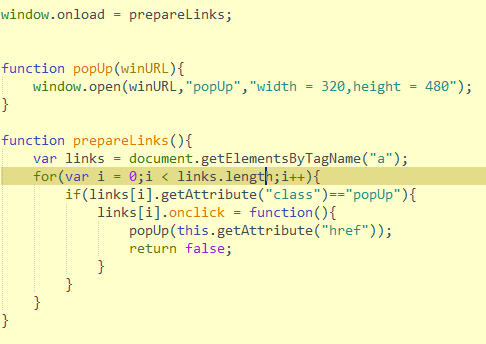 window.onload = prepareLinks;
function popUp(winURL){
    window.open(winURL,"popUp","width = 320,height = 480");
}
function prepareLinks(){
    var links = document.getElementsByTagName("a");
    for(var i = 0;i < links.length;i++){
        if(links[i].getAttribute("class")=="popUp"){
            links[i].onclick = function(){
                popUp(this.getAttribute("href"));
                return false;
            }
        }
    }
}